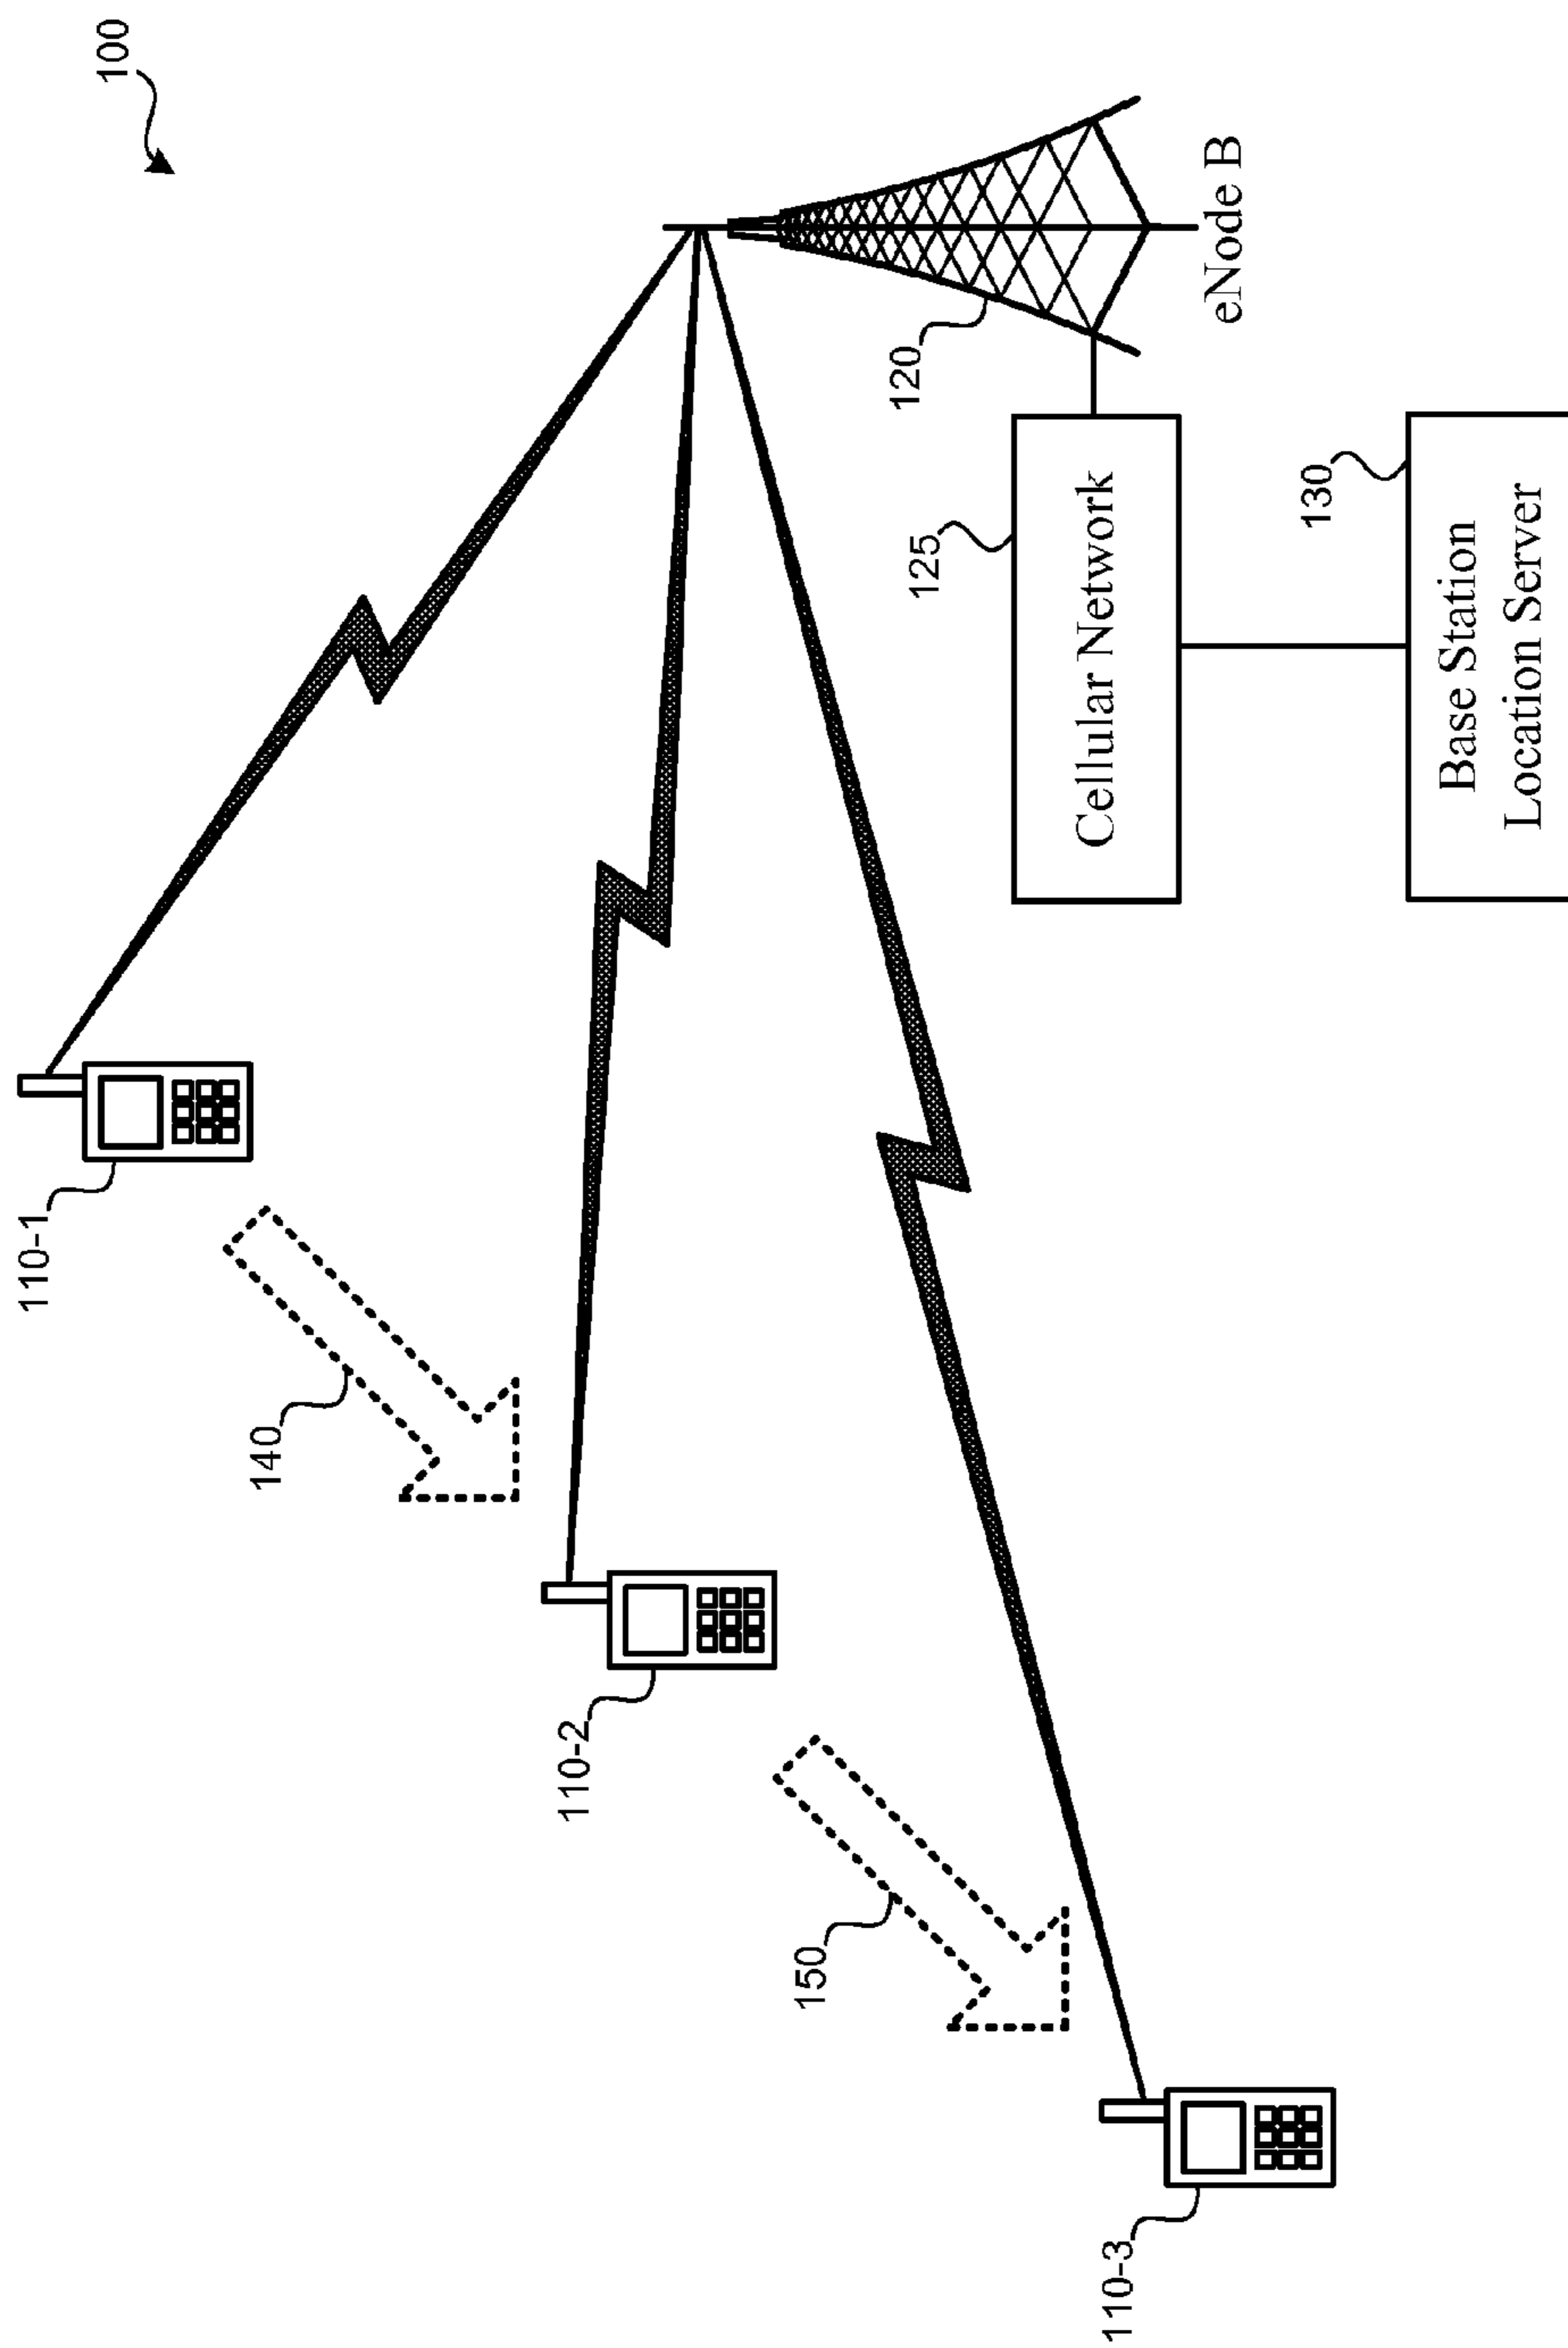 100
110-1
140
110-2
150
110-3
120
eNode B
125
Cellular Network
130
Base Station
Location Server